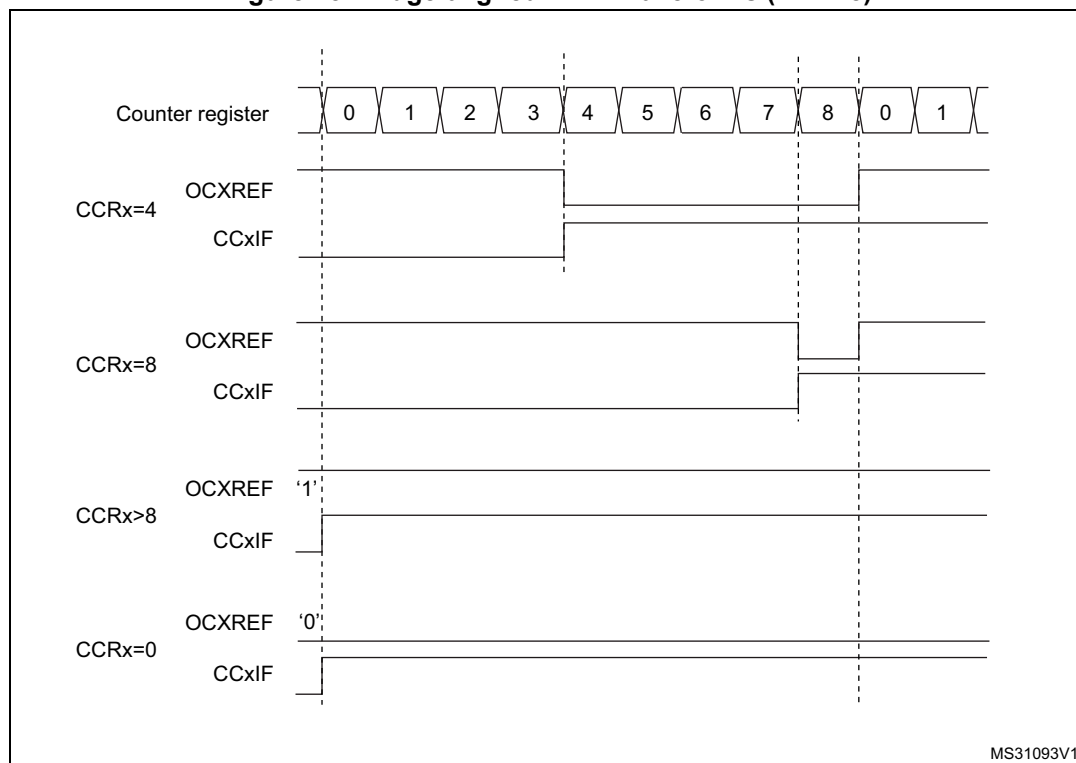 Counter register 0 1 2 3 4 5 6 7 8 0 1
OCXREF
CCRx=4
CCxIF
OCXREF
CCRx=8
CCxIF
OCXREF '1'
CCRx>8
CCxIF
OCXREF '0'
CCRx=0
CCxIF
MS31093V1